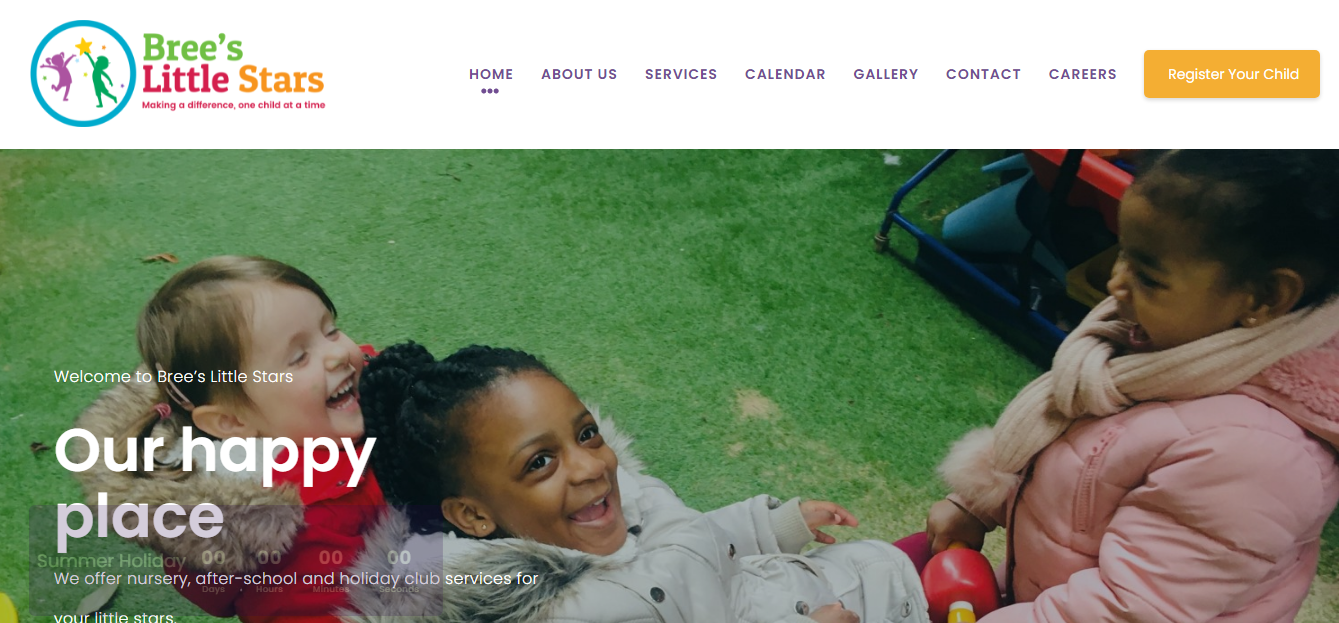 Bree's
Little Stars
Making a difference, one child at a time
HOME
ABOUT US
SERVICES
CALENDAR
GALLERY
CONTACT
CAREERS
Register Your Child
Welcome to Bree's Little Stars
Our happy
place
Summer Holiday
00 00 00 00
Days Hours Minutes Seconds
We offer nursery, after-school and holiday club services for
your little stars.